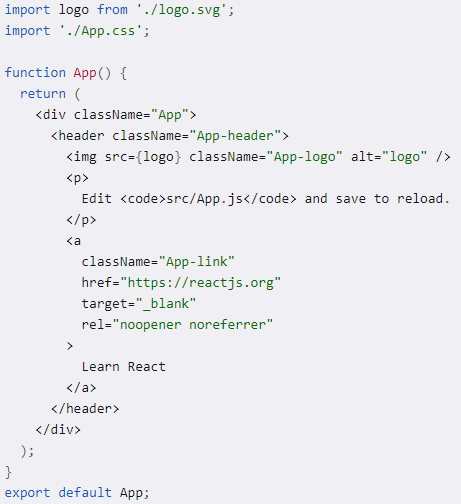 import logo from './logo.svg';
import './App.css';

function App() {
  return (
    <div className="App">
      <header className="App-header">
        <img src={logo} className="App-logo" alt="logo" />
        <p>
          Edit <code>src/App.js</code> and save to reload.
        </p>
        <a
          className="App-link"
          href="https://reactjs.org"
          target="_blank"
          rel="noopener noreferrer"
        >
          Learn React
        </a>
      </header>
    </div>
  );
}
export default App;